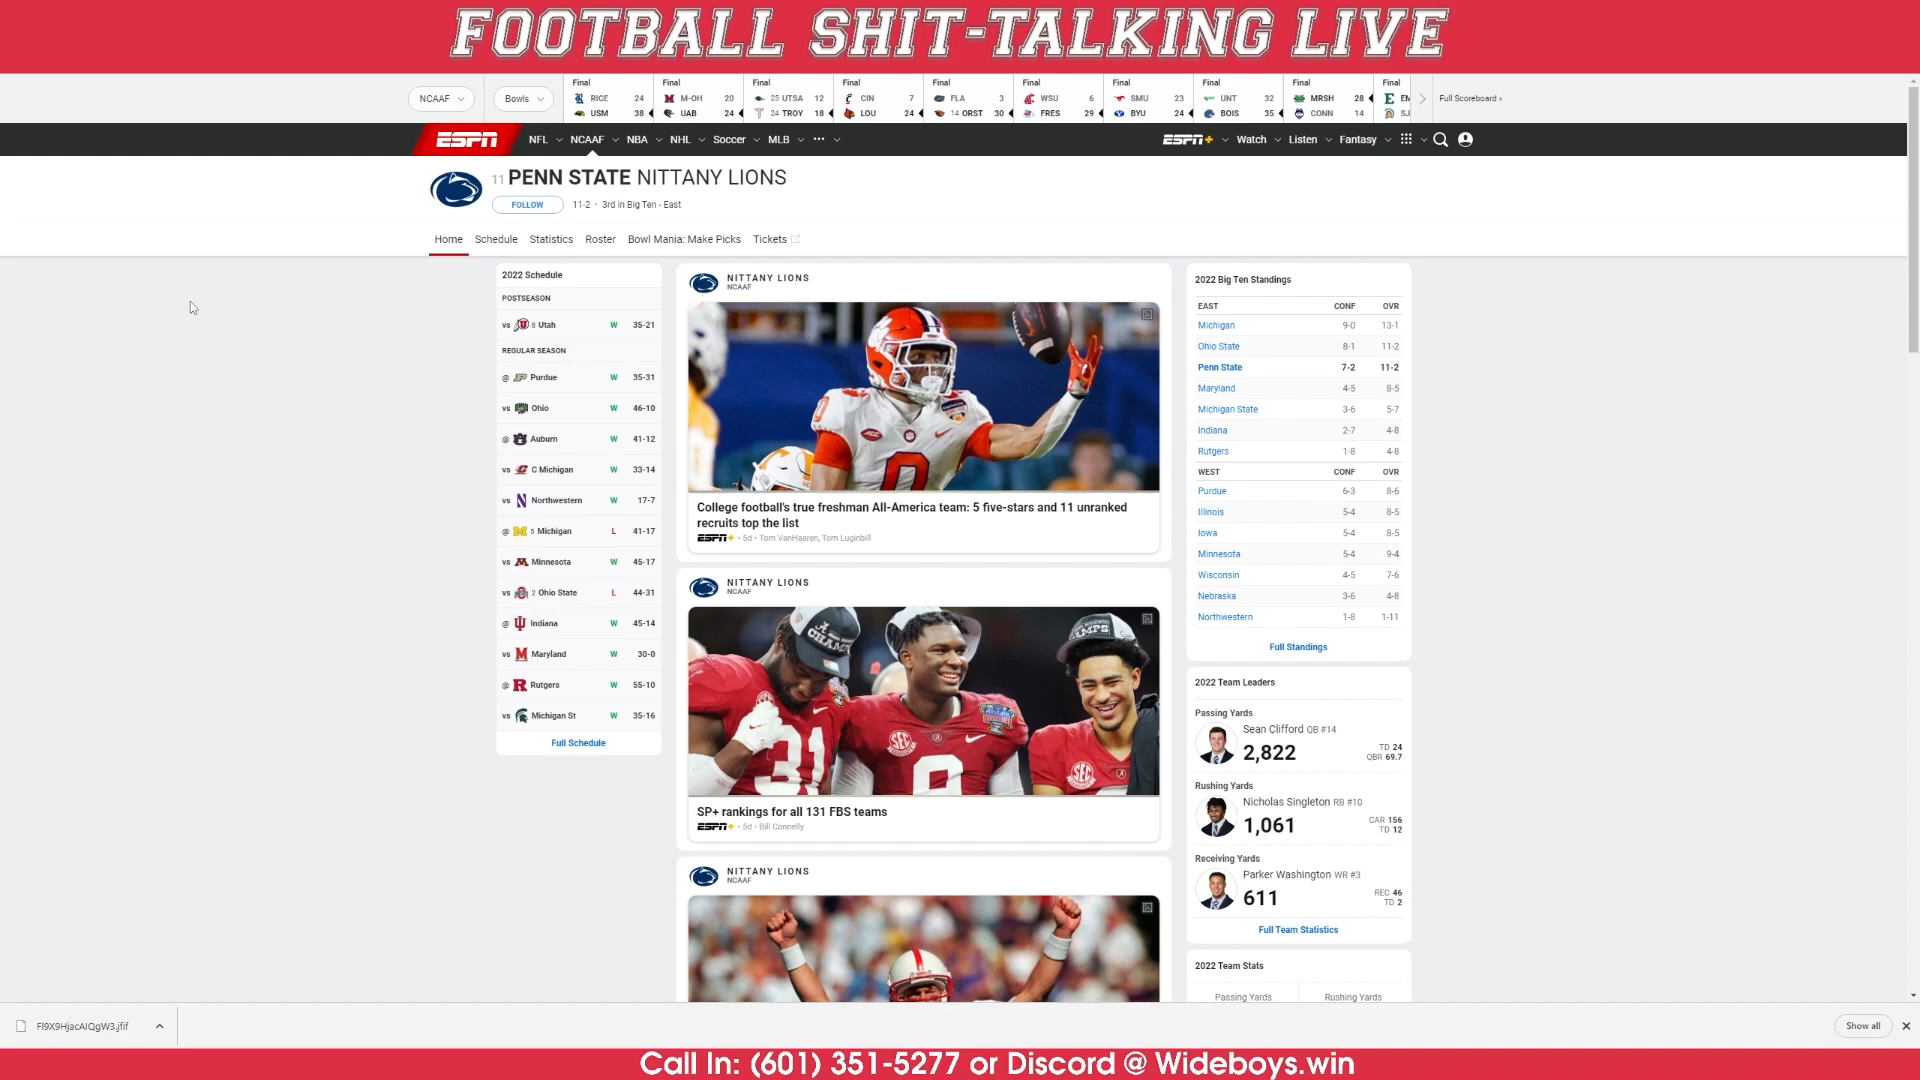 FOOTBALL SHIT-TALKING LIVE
NCAAF
Bowls
Final
RICE 24
USM 38
Final
M-OH 20
UAB 24
Final
25 UTSA 12
24 TROY 18
Final
CIN 7
LOU 24
Final
FLA 3
14 ORST 30
Final
WSU 6
FRES 29
Final
SMU 23
BYU 24
Final
UNT 32
BOIS 35
Final
MRSH 28
CONN 14
Final
Full Scoreboard »
ESPN NFL NCAAF NBA NHL Soccer MLB ••• ESPN+ Watch Listen Fantasy
11 PENN STATE NITTANY LIONS
FOLLOW 11-2 • 3rd in Big Ten - East
Home Schedule Statistics Roster Bowl Mania: Make Picks Tickets
2022 Schedule
POSTSEASON
vs 8 Utah W 35-21
REGULAR SEASON
@ Purdue W 35-31
vs Ohio W 46-10
@ Auburn W 41-12
vs C Michigan W 33-14
vs Northwestern W 17-7
@ 5 Michigan L 41-17
vs Minnesota W 45-17
vs 2 Ohio State L 44-31
@ Indiana W 45-14
vs Maryland W 30-0
@ Rutgers W 55-10
vs Michigan St W 35-16
Full Schedule
NITTANY LIONS
NCAAF
College football's true freshman All-America team: 5 five-stars and 11 unranked
recruits top the list
ESPN+ • 5d • Tom VanHaaren, Tom Luginbill
NITTANY LIONS
NCAAF
SP+ rankings for all 131 FBS teams
ESPN+ • 5d • Bill Connelly
NITTANY LIONS
NCAAF
2022 Big Ten Standings
EAST CONF OVR
Michigan 9-0 13-1
Ohio State 8-1 11-2
Penn State 7-2 11-2
Maryland 4-5 8-5
Michigan State 3-6 5-7
Indiana 2-7 4-8
Rutgers 1-8 4-8
WEST CONF OVR
Purdue 6-3 8-6
Illinois 5-4 8-5
Iowa 5-4 8-5
Minnesota 5-4 9-4
Wisconsin 4-5 7-6
Nebraska 3-6 4-8
Northwestern 1-8 1-11
Full Standings
2022 Team Leaders
Passing Yards
Sean Clifford QB #14
2,822
TD 24
QBR 69.7
Rushing Yards
Nicholas Singleton RB #10
1,061
CAR 156
TD 12
Receiving Yards
Parker Washington WR #3
611
REC 46
TD 2
Full Team Statistics
2022 Team Stats
Passing Yards Rushing Yards
Show all
Call In: (601) 351-5277 or Discord @ Wideboys.win